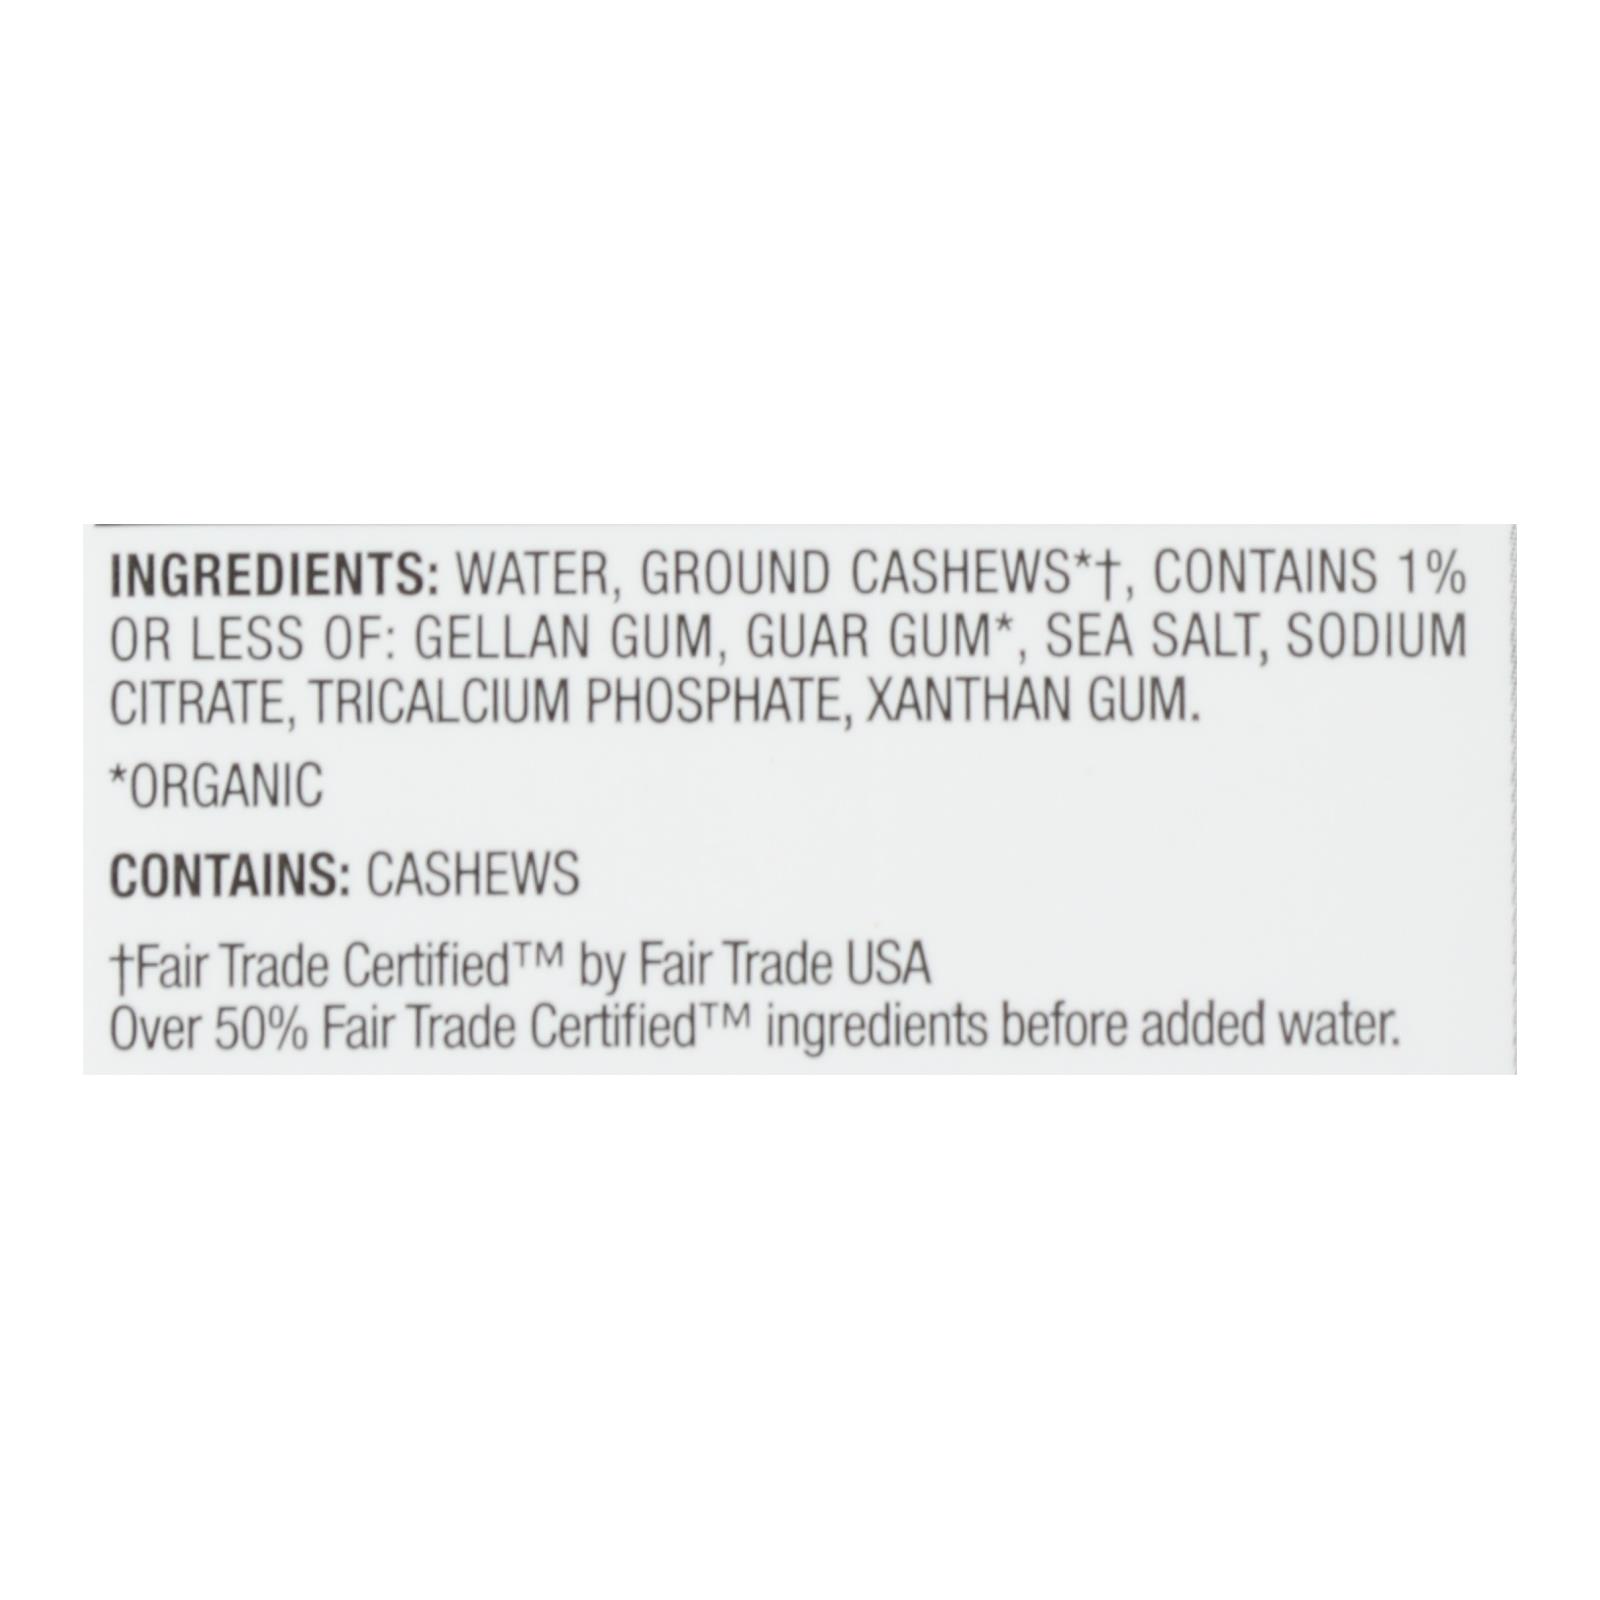 INGREDIENTS: WATER, GROUND CASHEWS*†, CONTAINS 1%
OR LESS OF: GELLAN GUM, GUAR GUM*, SEA SALT, SODIUM
CITRATE, TRICALCIUM PHOSPHATE, XANTHAN GUM.
*ORGANIC
CONTAINS: CASHEWS
†Fair Trade Certified™ by Fair Trade USA
Over 50% Fair Trade Certified™ ingredients before added water.